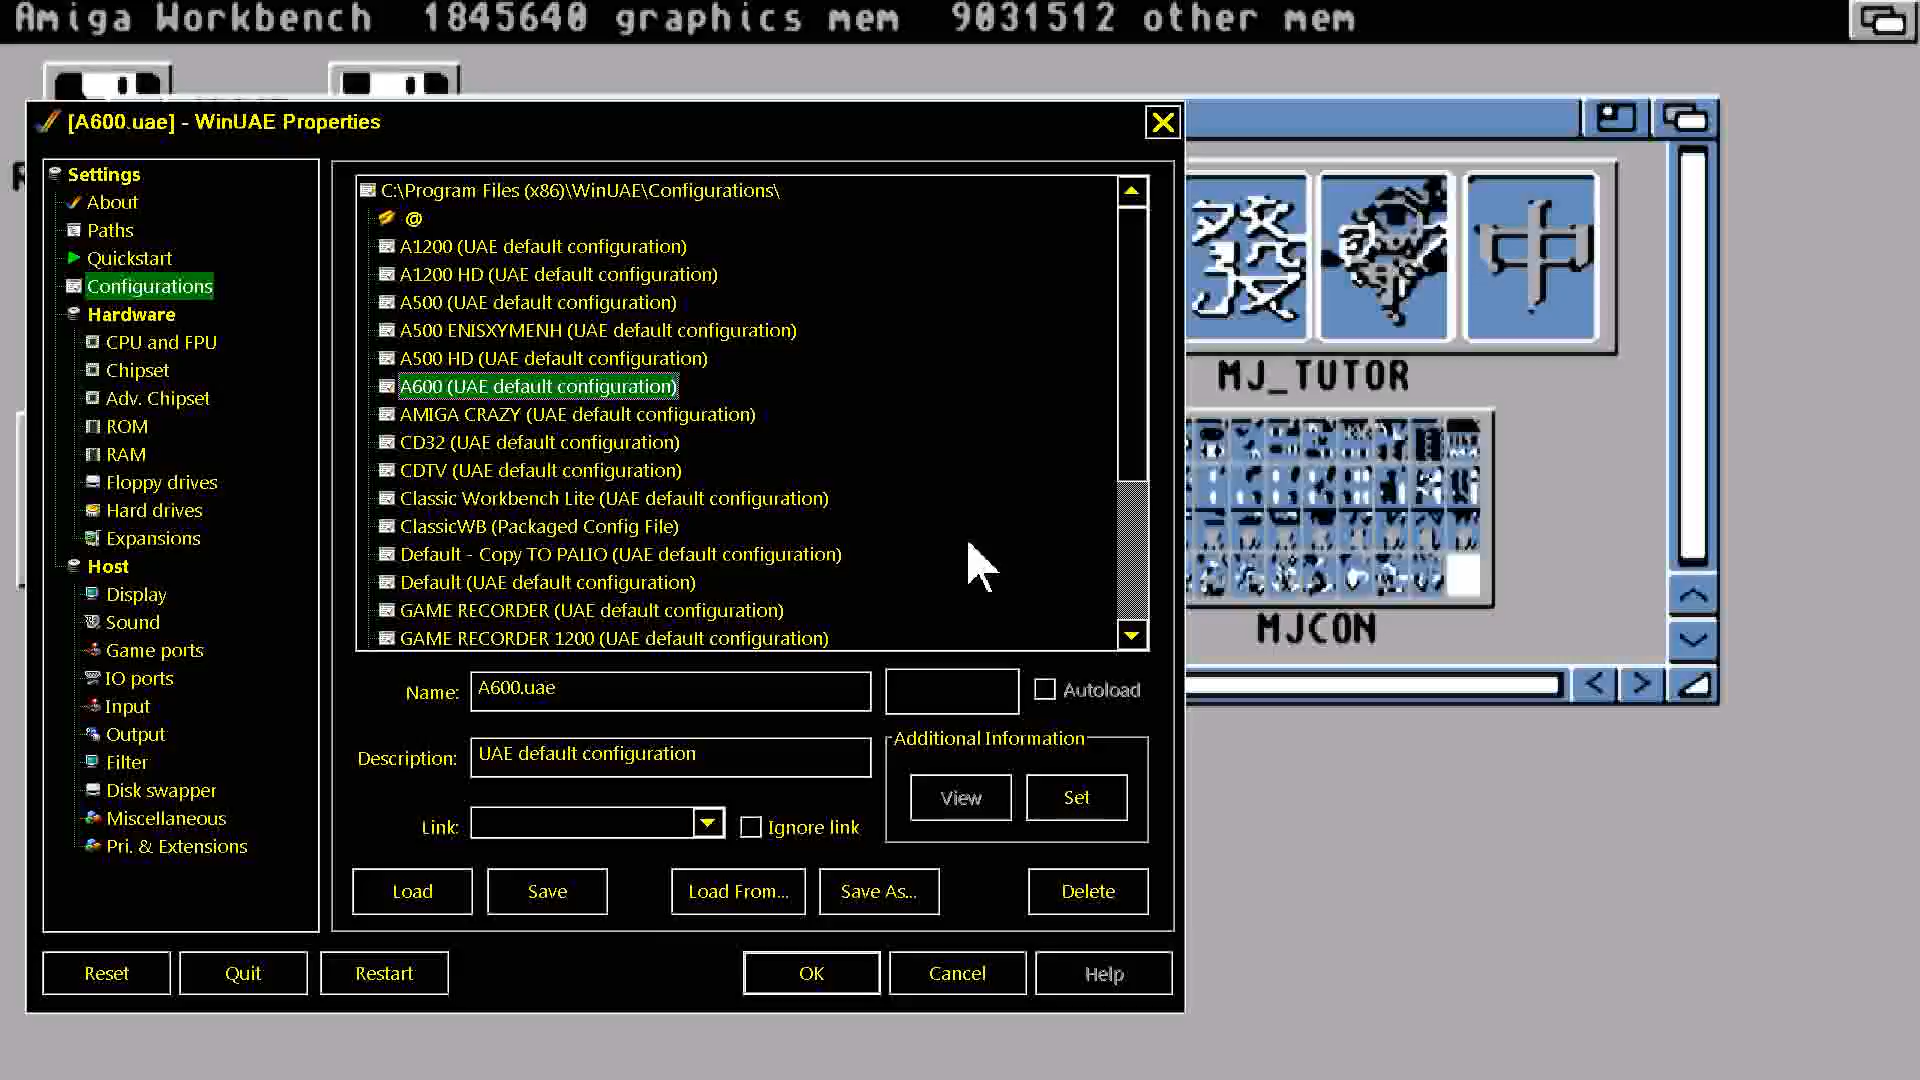 Amiga Workbench 1845640 graphics mem 9031512 other mem
[A600.uae] - WinUAE Properties
Settings
About
Paths
Quickstart
Configurations
Hardware
CPU and FPU
Chipset
Adv. Chipset
ROM
RAM
Floppy drives
Hard drives
Expansions
Host
Display
Sound
Game ports
IO ports
Input
Output
Filter
Disk swapper
Miscellaneous
Pri. & Extensions
C:\Program Files (x86)\WinUAE\Configurations\
@
A1200 (UAE default configuration)
A1200 HD (UAE default configuration)
A500 (UAE default configuration)
A500 ENISXYMENH (UAE default configuration)
A500 HD (UAE default configuration)
A600 (UAE default configuration)
AMIGA CRAZY (UAE default configuration)
CD32 (UAE default configuration)
CDTV (UAE default configuration)
Classic Workbench Lite (UAE default configuration)
ClassicWB (Packaged Config File)
Default - Copy TO PALIO (UAE default configuration)
Default (UAE default configuration)
GAME RECORDER (UAE default configuration)
GAME RECORDER 1200 (UAE default configuration)
Name: A600.uae
Autoload
Description: UAE default configuration
Additional Information
View Set
Link:
Ignore link
Load Save Load From... Save As... Delete
Reset Quit Restart OK Cancel Help
發 中
MJ_TUTOR
MJCON